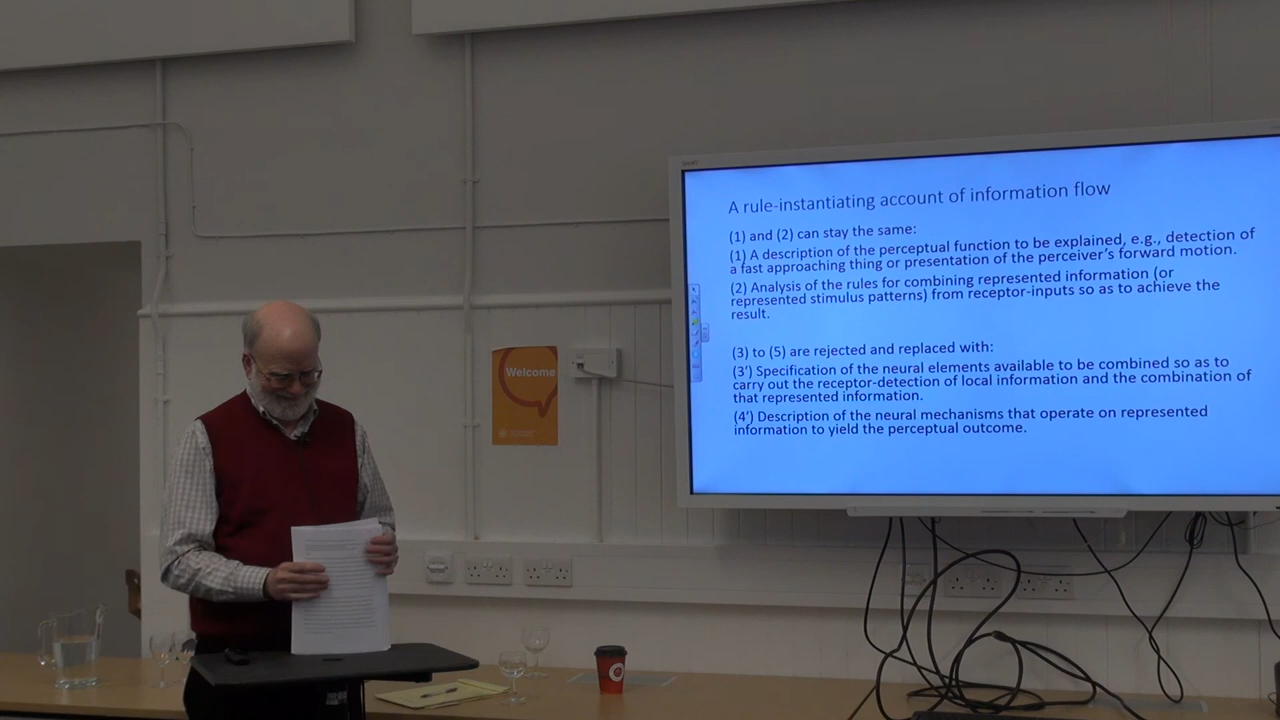 A rule-instantiating account of information flow
(1) and (2) can stay the same:
(1) A description of the perceptual function to be explained, e.g., detection of
a fast approaching thing or presentation of the perceiver's forward motion.
(2) Analysis of the rules for combining represented information (or
represented stimulus patterns) from receptor-inputs so as to achieve the
result.
(3) to (5) are rejected and replaced with:
(3') Specification of the neural elements available to be combined so as to
carry out the receptor-detection of local information and the combination of
that represented information.
(4') Description of the neural mechanisms that operate on represented
information to yield the perceptual outcome.
Welcome